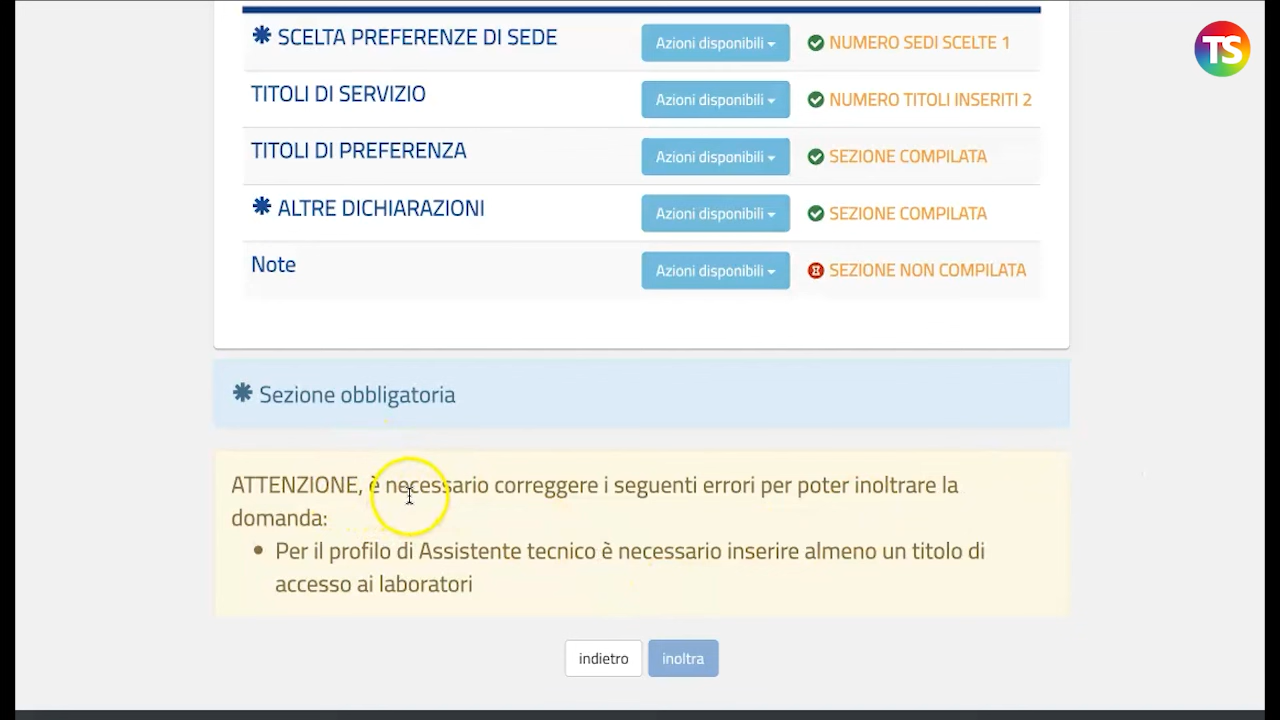 TS
✱ SCELTA PREFERENZE DI SEDE Azioni disponibili NUMERO SEDI SCELTE 1
TITOLI DI SERVIZIO Azioni disponibili NUMERO TITOLI INSERITI 2
TITOLI DI PREFERENZA Azioni disponibili SEZIONE COMPILATA
✱ ALTRE DICHIARAZIONI Azioni disponibili SEZIONE COMPILATA
Note Azioni disponibili SEZIONE NON COMPILATA
✱ Sezione obbligatoria
ATTENZIONE, è necessario correggere i seguenti errori per poter inoltrare la
domanda:
• Per il profilo di Assistente tecnico è necessario inserire almeno un titolo di
accesso ai laboratori
indietro inoltra